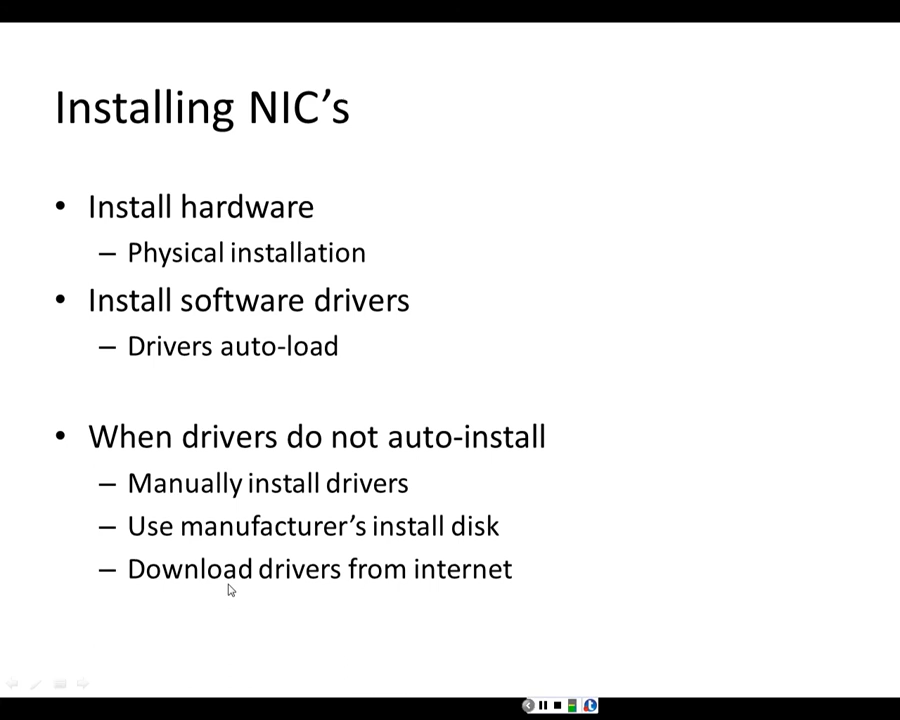 Installing NIC’s
• Install hardware
– Physical installation
• Install software drivers
– Drivers auto-load
• When drivers do not auto-install
– Manually install drivers
– Use manufacturer’s install disk
– Download drivers from internet